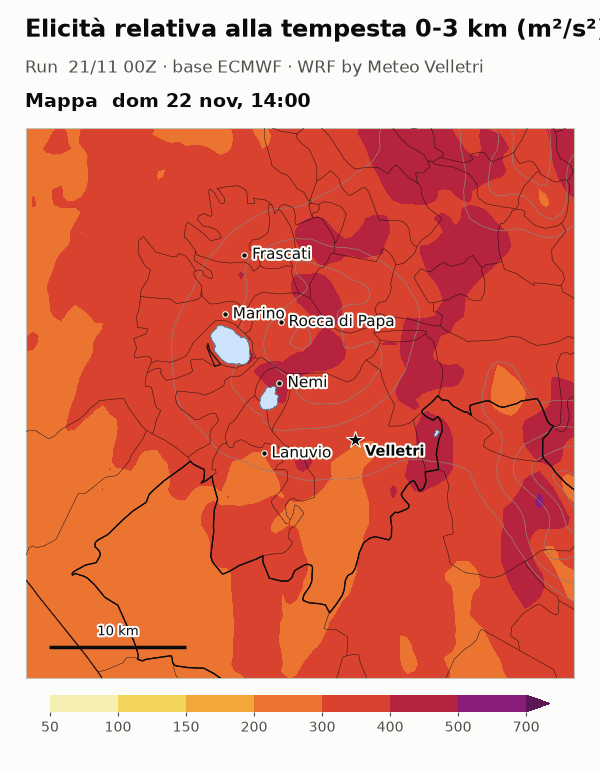 Elicità relativa alla tempesta 0-3 km (m²/s²)
Run  21/11 00Z · base ECMWF · WRF by Meteo Velletri
Mappa  dom 22 nov, 14:00
Frascati
Marino
Rocca di Papa
Nemi
Velletri
Lanuvio
10 km
50 100 150 200 300 400 500 700